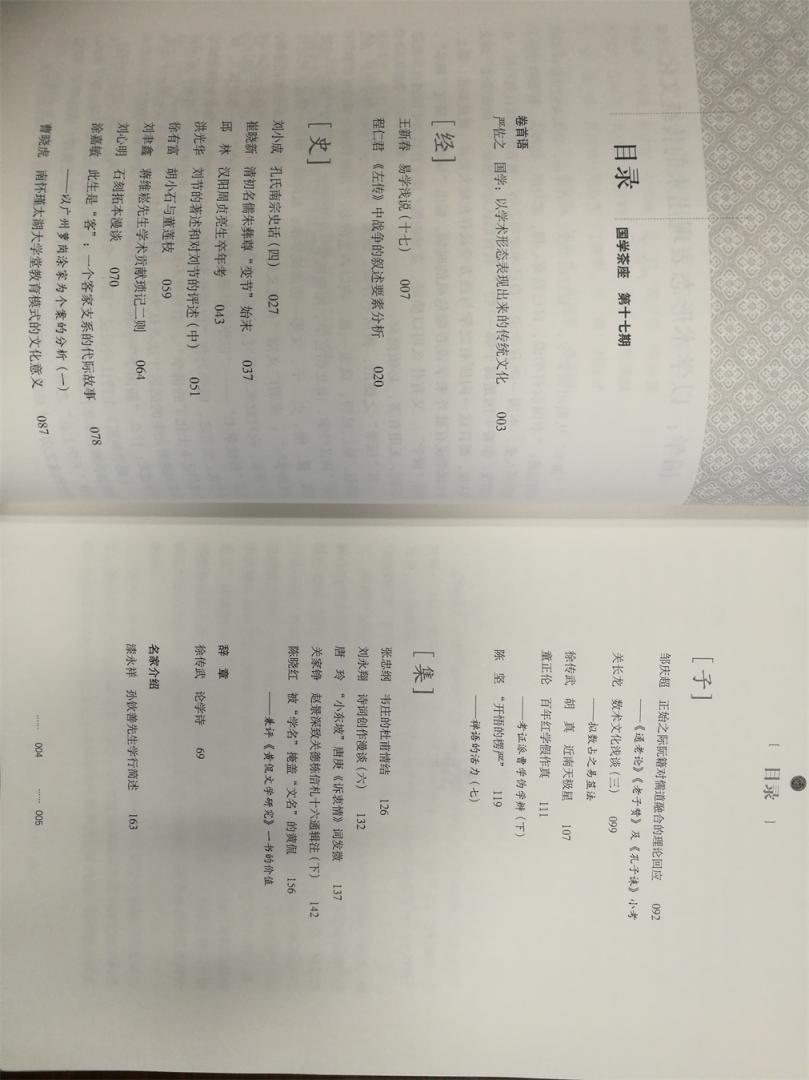 目录
国学茶座 第十七期
卷首语
严佐之 国学:以学术形态表现出来的传统文化 003
[经]
王新春 易学浅说(十七) 007
程仁君 《左传》中战争的叙述要素分析 020
[史]
刘小成 孔氏南宗史话(四) 027
崔晓新 清初名儒朱彝尊“变节”始末 037
邱 林 汉阳周贞亮生卒年考 043
洪光华 刘节的著述和对刘节的评述(中) 051
徐有富 胡小石与董莲枝 059
刘聿鑫 蒋维崧先生学术贡献琐记二则 064
刘心明 石刻拓本漫谈 070
涂嘉敏 此生是“客”:一个客家支系的代际故事 078
——以广州萝岗涂家为个案的分析(一)
曹晓虎 南怀瑾太湖大学堂教育模式的文化意义 087
[目录]
[子]
邹庆超 正始之际阮籍对儒道融合的理论回应 092
——《通考论》《老子赞》及《孔子诔》小考
关长龙 数术文化浅谈(三) 099
——拟数占之易筮法
徐传武 胡 真 近南天极星 107
童正伦 百年红学假作真 111
——考证派曹学伪学辨(下)
陈 坚 “开悟的楞严” 119
——禅语的活力(七)
[集]
张忠纲 韦庄的杜甫情结 126
刘永翔 诗词创作漫谈(六) 132
唐 玲 “小东坡”唐庚《诉衷情》词发微 137
关家铮 赵景深致关德栋信札十六通辑注(下) 142
陈晓红 被“学名”掩盖“文名”的黄侃 156
——兼评《黄侃文学研究》一书的价值
辞 章
徐传武 论学诗 69
名家介绍
漆永祥 孙钦善先生学行简述 163
…… 004
…… 005